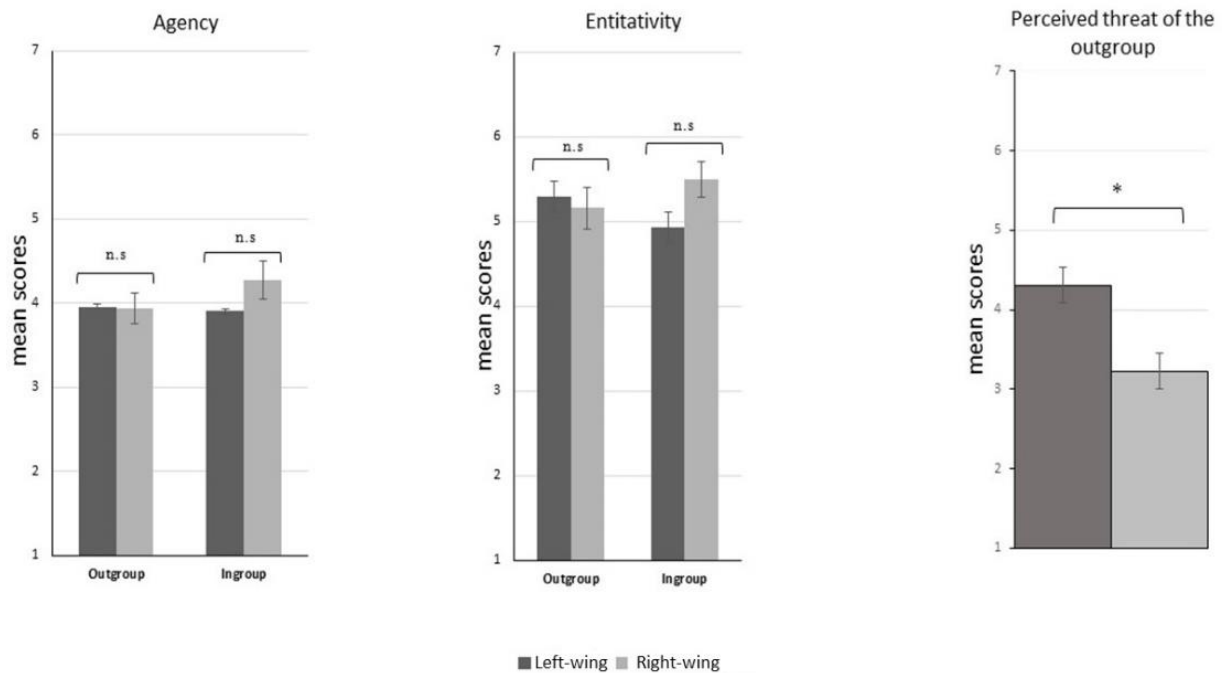 Agency
7
6
5
4
3
2
1
mean scores
n.s
n.s
Outgroup
Ingroup
Entitativity
7
6
5
4
3
2
1
mean scores
n.s
n.s
Outgroup
Ingroup
Perceived threat of the
outgroup
7
6
5
4
3
2
1
mean scores
*
Left-wing
Right-wing